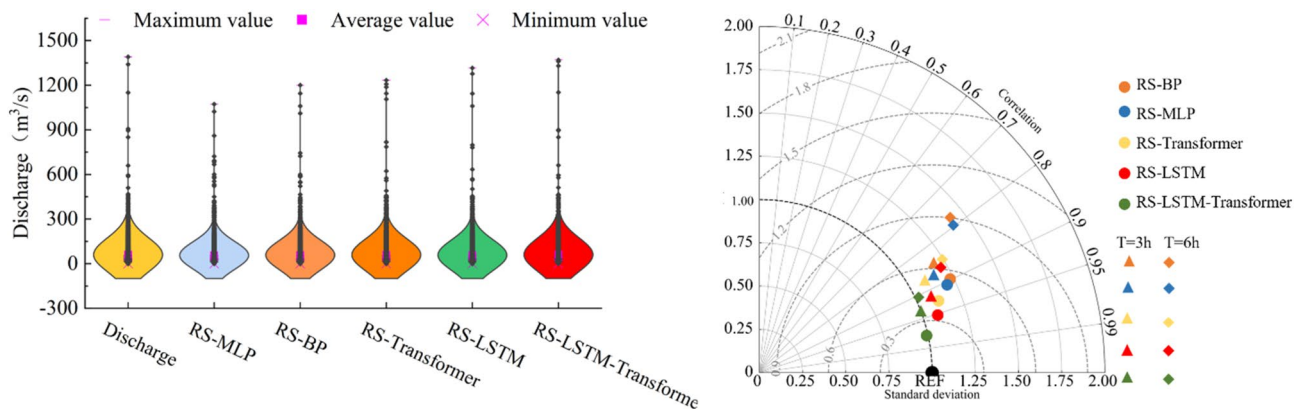 Maximum value
Average value
Minimum value
1500
1200
900
600
300
0
-300
Discharge (m³/s)
Discharge
RS-MLP
RS-BP
RS-Transformer
RS-LSTM
RS-LSTM-Transforme
2.00
1.75
1.50
1.25
1.00
0.75
0.50
0.25
0
0
0.25
0.50
0.75
REF
1.25
1.50
1.75
2.00
Standard deviation
0.1
0.2
0.3
0.4
0.5
0.6
0.7
0.8
0.9
0.95
0.99
Correlation
2.1
1.8
1.5
1.2
0.9
0.6
0.3
RS-BP
RS-MLP
RS-Transformer
RS-LSTM
RS-LSTM-Transformer
T=3h
T=6h